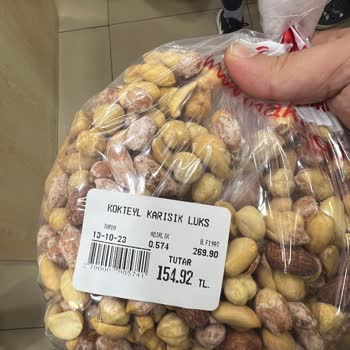 KOKTEYL KARISIK LUKS
TARIH AGIRLIK B.FIYATI
13-10-23 0.574 269.90
TUTAR
154.92 TL.